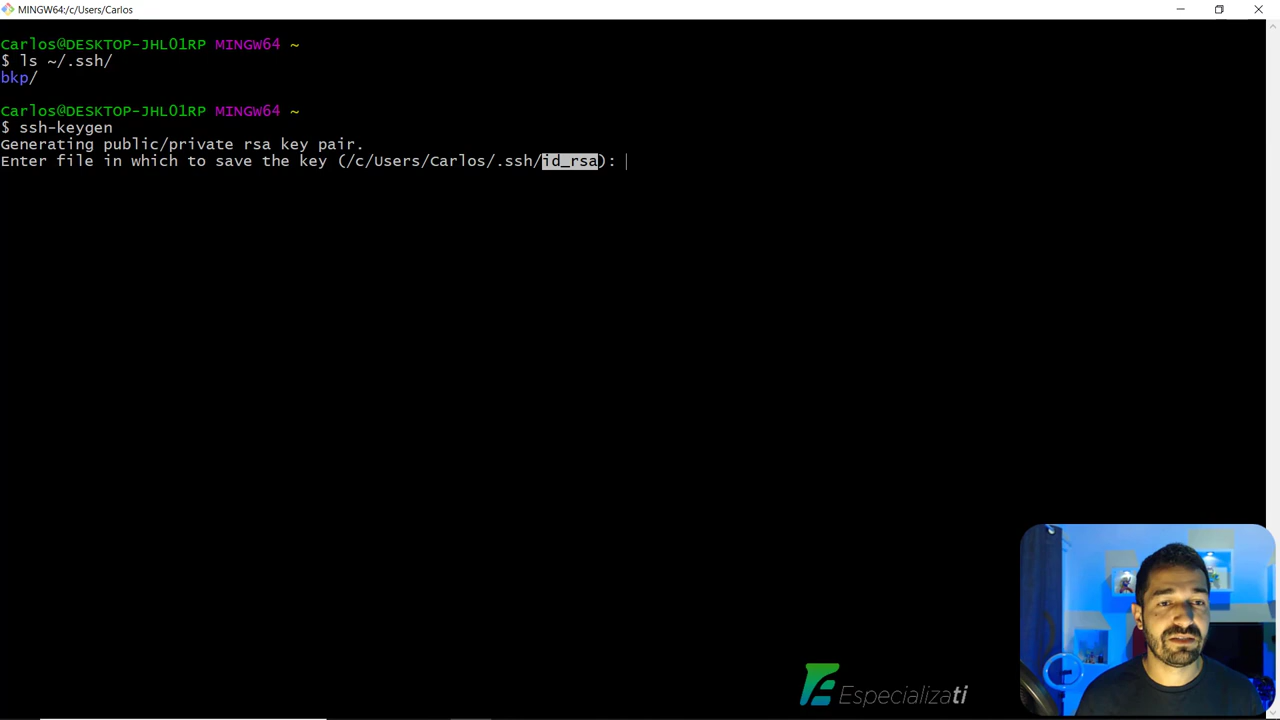 MINGW64:/c/Users/Carlos
Carlos@DESKTOP-JHL01RP MINGW64 ~
$ ls ~/.ssh/
bkp/
Carlos@DESKTOP-JHL01RP MINGW64 ~
$ ssh-keygen
Generating public/private rsa key pair.
Enter file in which to save the key (/c/Users/Carlos/.ssh/id_rsa):
Especializati